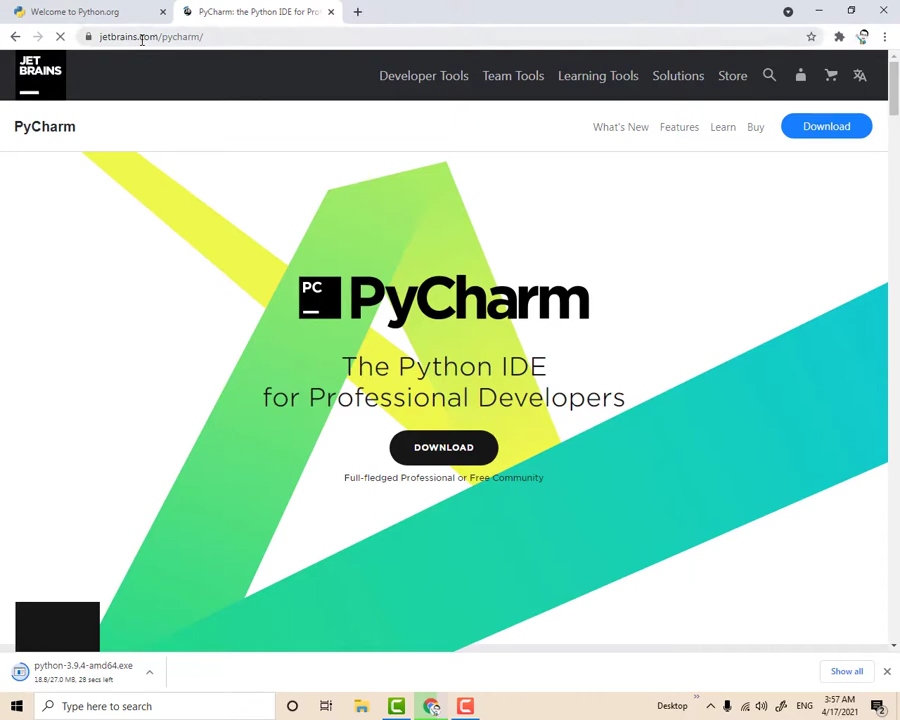 Welcome to Python.org
PyCharm: the Python IDE for Pro
jetbrains.com/pycharm/
JET
BRAINS
Developer Tools
Team Tools
Learning Tools
Solutions
Store
PyCharm
What's New
Features
Learn
Buy
Download
PC
PyCharm
The Python IDE
for Professional Developers
DOWNLOAD
Full-fledged Professional or Free Community
python-3.9.4-amd64.exe
18.8/27.0 MB, 28 secs left
Show all
Type here to search
Desktop
ENG
3:57 AM
4/17/2021
2